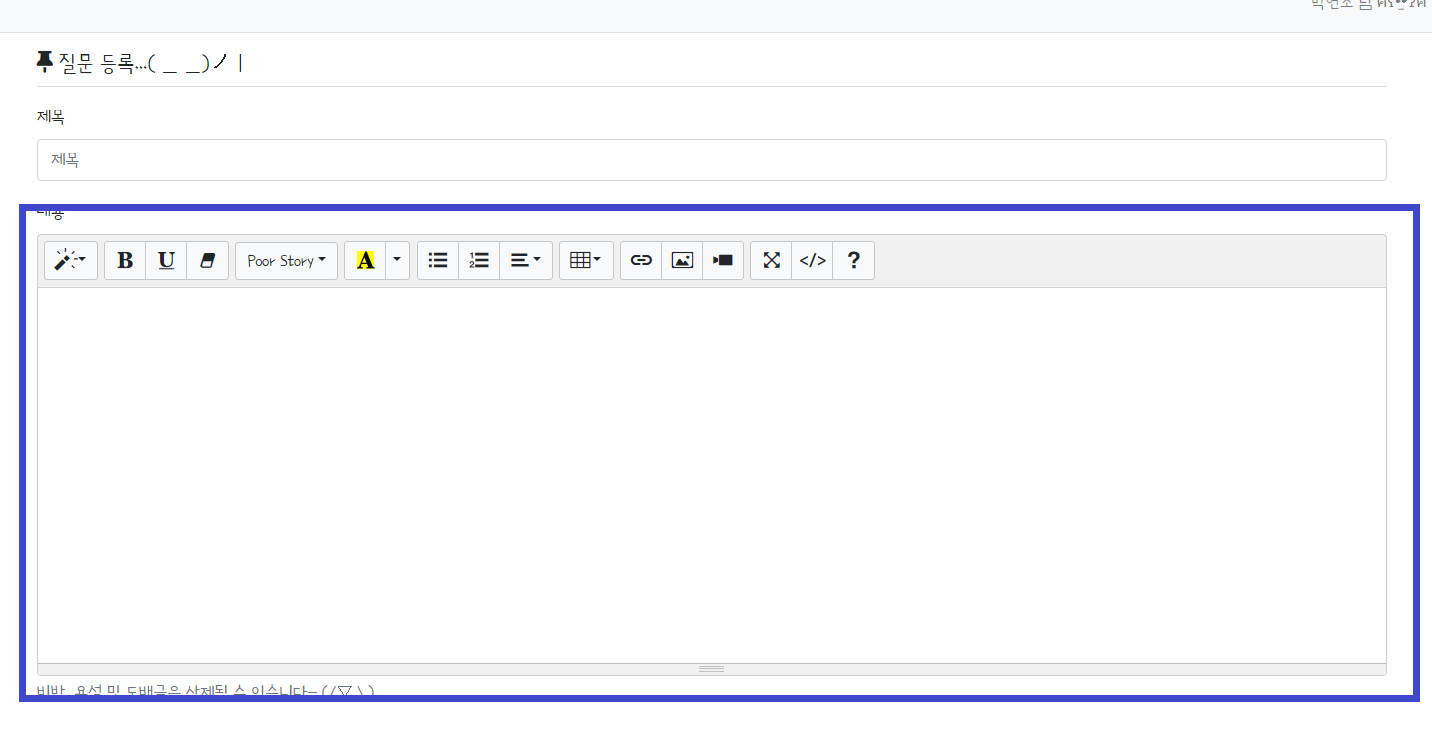 님
질문 등록...( _ _)ノ|
제목
제목
내용
B U Poor Story A </> ?
비방, 욕설 및 도배글은 삭제될 수 있습니다~ (/▽\)